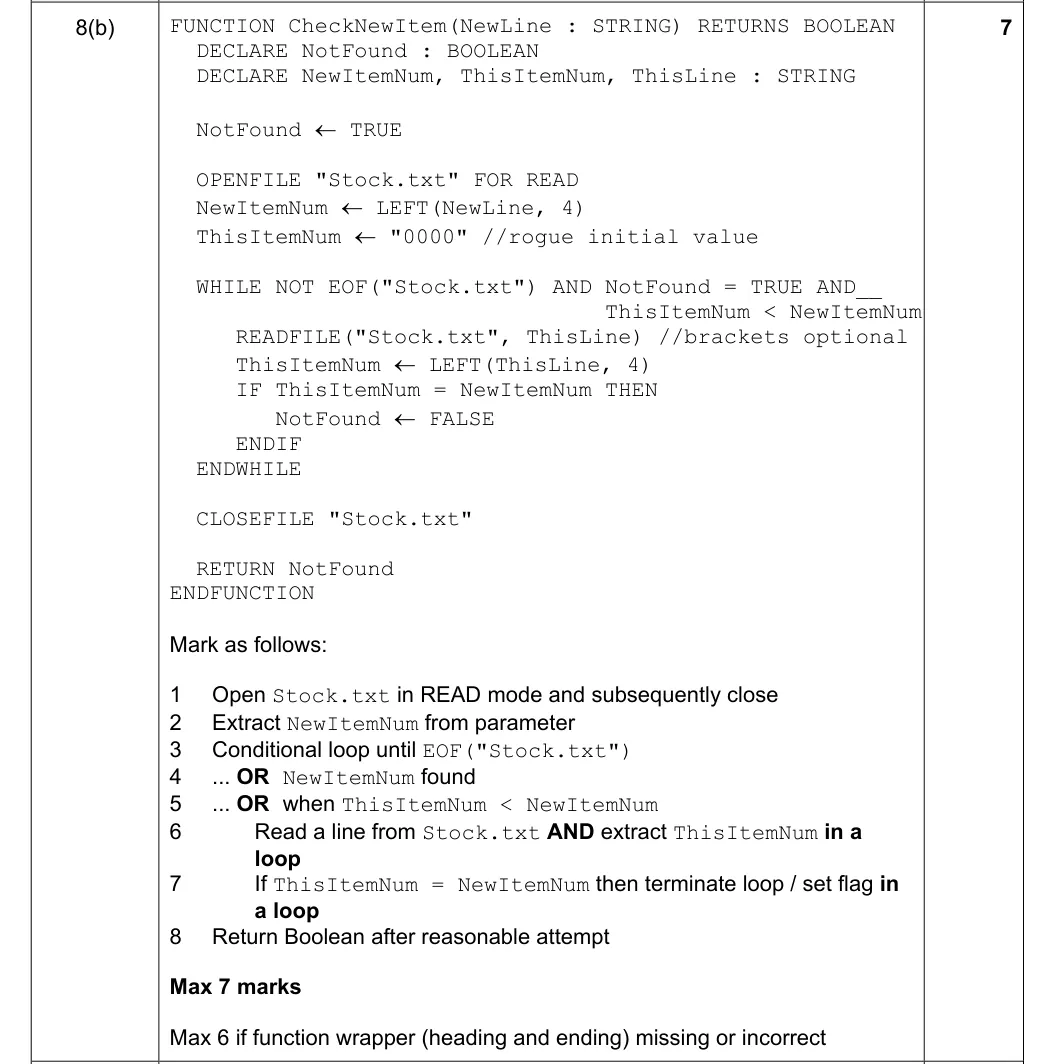 8(b)
FUNCTION CheckNewItem(NewLine : STRING) RETURNS BOOLEAN
7
DECLARE NotFound : BOOLEAN
DECLARE NewItemNum, ThisItemNum, ThisLine : STRING
NotFound ← TRUE
OPENFILE "Stock.txt" FOR READ
NewItemNum ← LEFT(NewLine, 4)
ThisItemNum ← "0000" //rogue initial value
WHILE NOT EOF("Stock.txt") AND NotFound = TRUE AND__
ThisItemNum < NewItemNum
READFILE("Stock.txt", ThisLine) //brackets optional
ThisItemNum ← LEFT(ThisLine, 4)
IF ThisItemNum = NewItemNum THEN
NotFound ← FALSE
ENDIF
ENDWHILE
CLOSEFILE "Stock.txt"
RETURN NotFound
ENDFUNCTION
Mark as follows:
1 Open Stock.txt in READ mode and subsequently close
2 Extract NewItemNum from parameter
3 Conditional loop until EOF("Stock.txt")
4 ... OR NewItemNum found
5 ... OR when ThisItemNum < NewItemNum
6 Read a line from Stock.txt AND extract ThisItemNum in a
loop
7 If ThisItemNum = NewItemNum then terminate loop / set flag in
a loop
8 Return Boolean after reasonable attempt
Max 7 marks
Max 6 if function wrapper (heading and ending) missing or incorrect